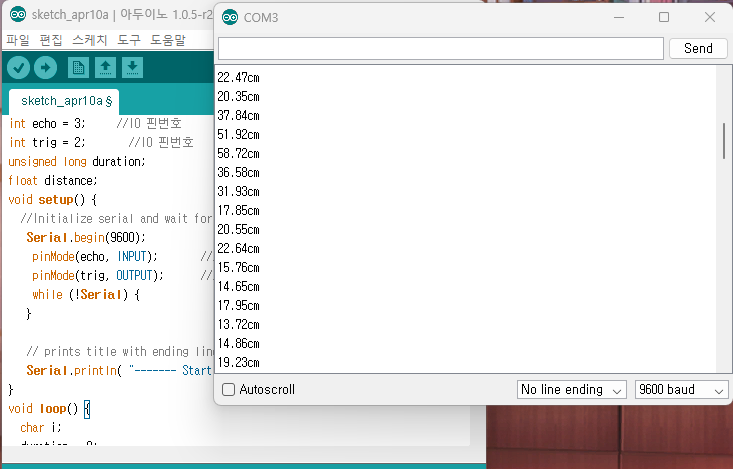 sketch_apr10a | 아두이노 1.0.5-r2
파일 편집 스케치 도구 도움말
sketch_apr10a §
int echo = 3; //IO 핀번호
int trig = 2; //IO 핀번호
unsigned long duration;
float distance;
void setup() {
//Initialize serial and wait for
Serial.begin(9600);
pinMode(echo, INPUT); //
pinMode(trig, OUTPUT); //
while (!Serial) {
}
// prints title with ending line
Serial.println( "------- Start
}
void loop() {
char i;
duration = 0;
COM3
Send
22.47cm
20.35cm
37.84cm
51.92cm
58.72cm
36.58cm
31.93cm
17.85cm
20.55cm
22.64cm
15.76cm
14.65cm
17.95cm
13.72cm
14.86cm
19.23cm
Autoscroll
No line ending
9600 baud